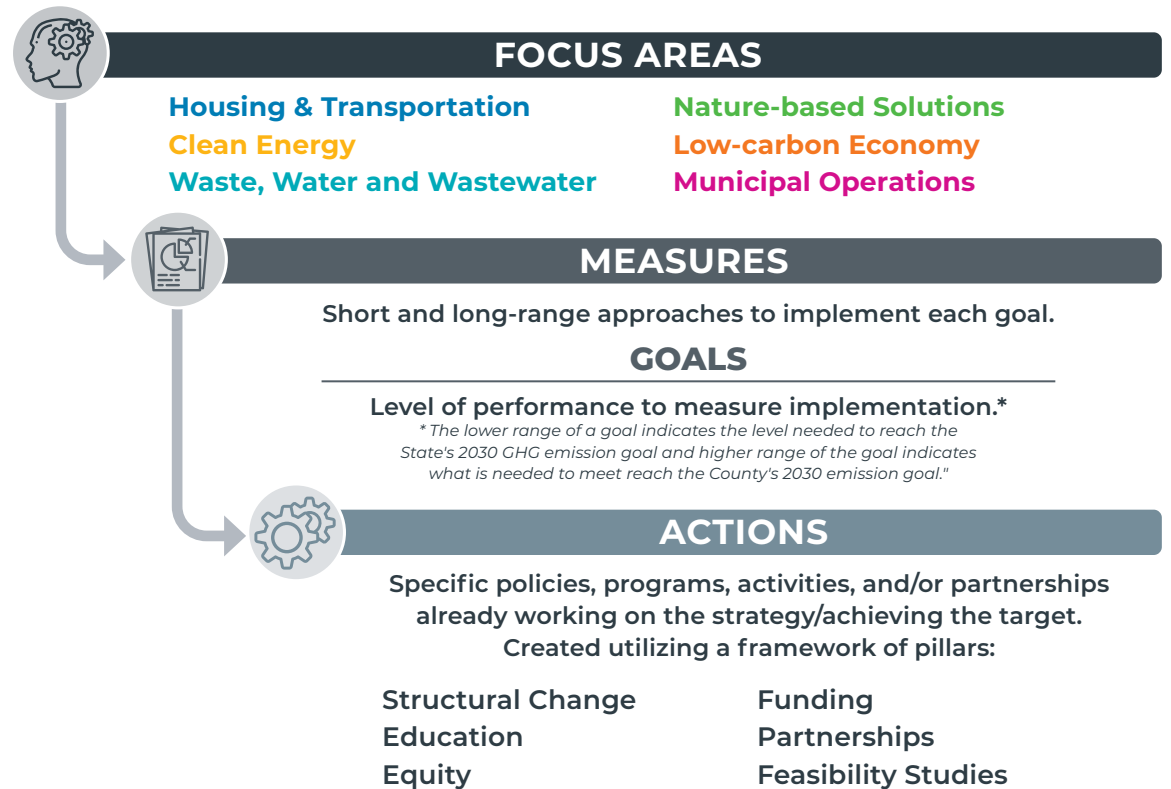 FOCUS AREAS
Housing & Transportation
Clean Energy
Waste, Water and Wastewater
Nature-based Solutions
Low-carbon Economy
Municipal Operations
MEASURES
Short and long-range approaches to implement each goal.
GOALS
Level of performance to measure implementation.*
* The lower range of a goal indicates the level needed to reach the
State's 2030 GHG emission goal and higher range of the goal indicates
what is needed to meet reach the County's 2030 emission goal."
ACTIONS
Specific policies, programs, activities, and/or partnerships
already working on the strategy/achieving the target.
Created utilizing a framework of pillars:
Structural Change
Education
Equity
Funding
Partnerships
Feasibility Studies